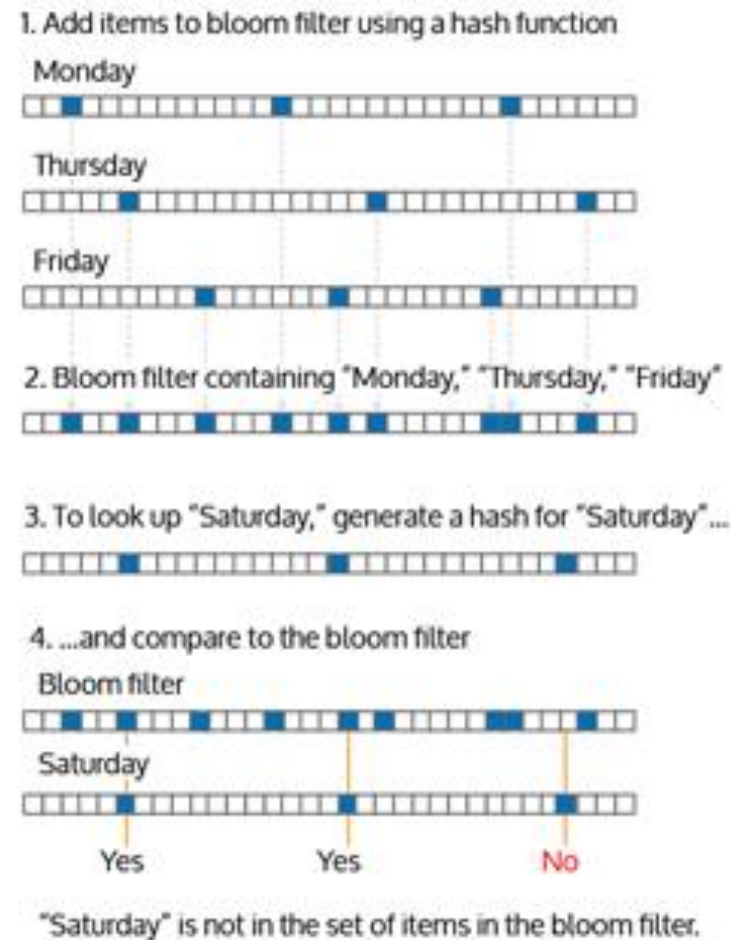 1. Add items to bloom filter using a hash function
Monday
Thursday
Friday
2. Bloom filter containing "Monday," "Thursday," "Friday"
3. To look up "Saturday," generate a hash for "Saturday"...
4. ...and compare to the bloom filter
Bloom filter
Saturday
Yes Yes No
"Saturday" is not in the set of items in the bloom filter.